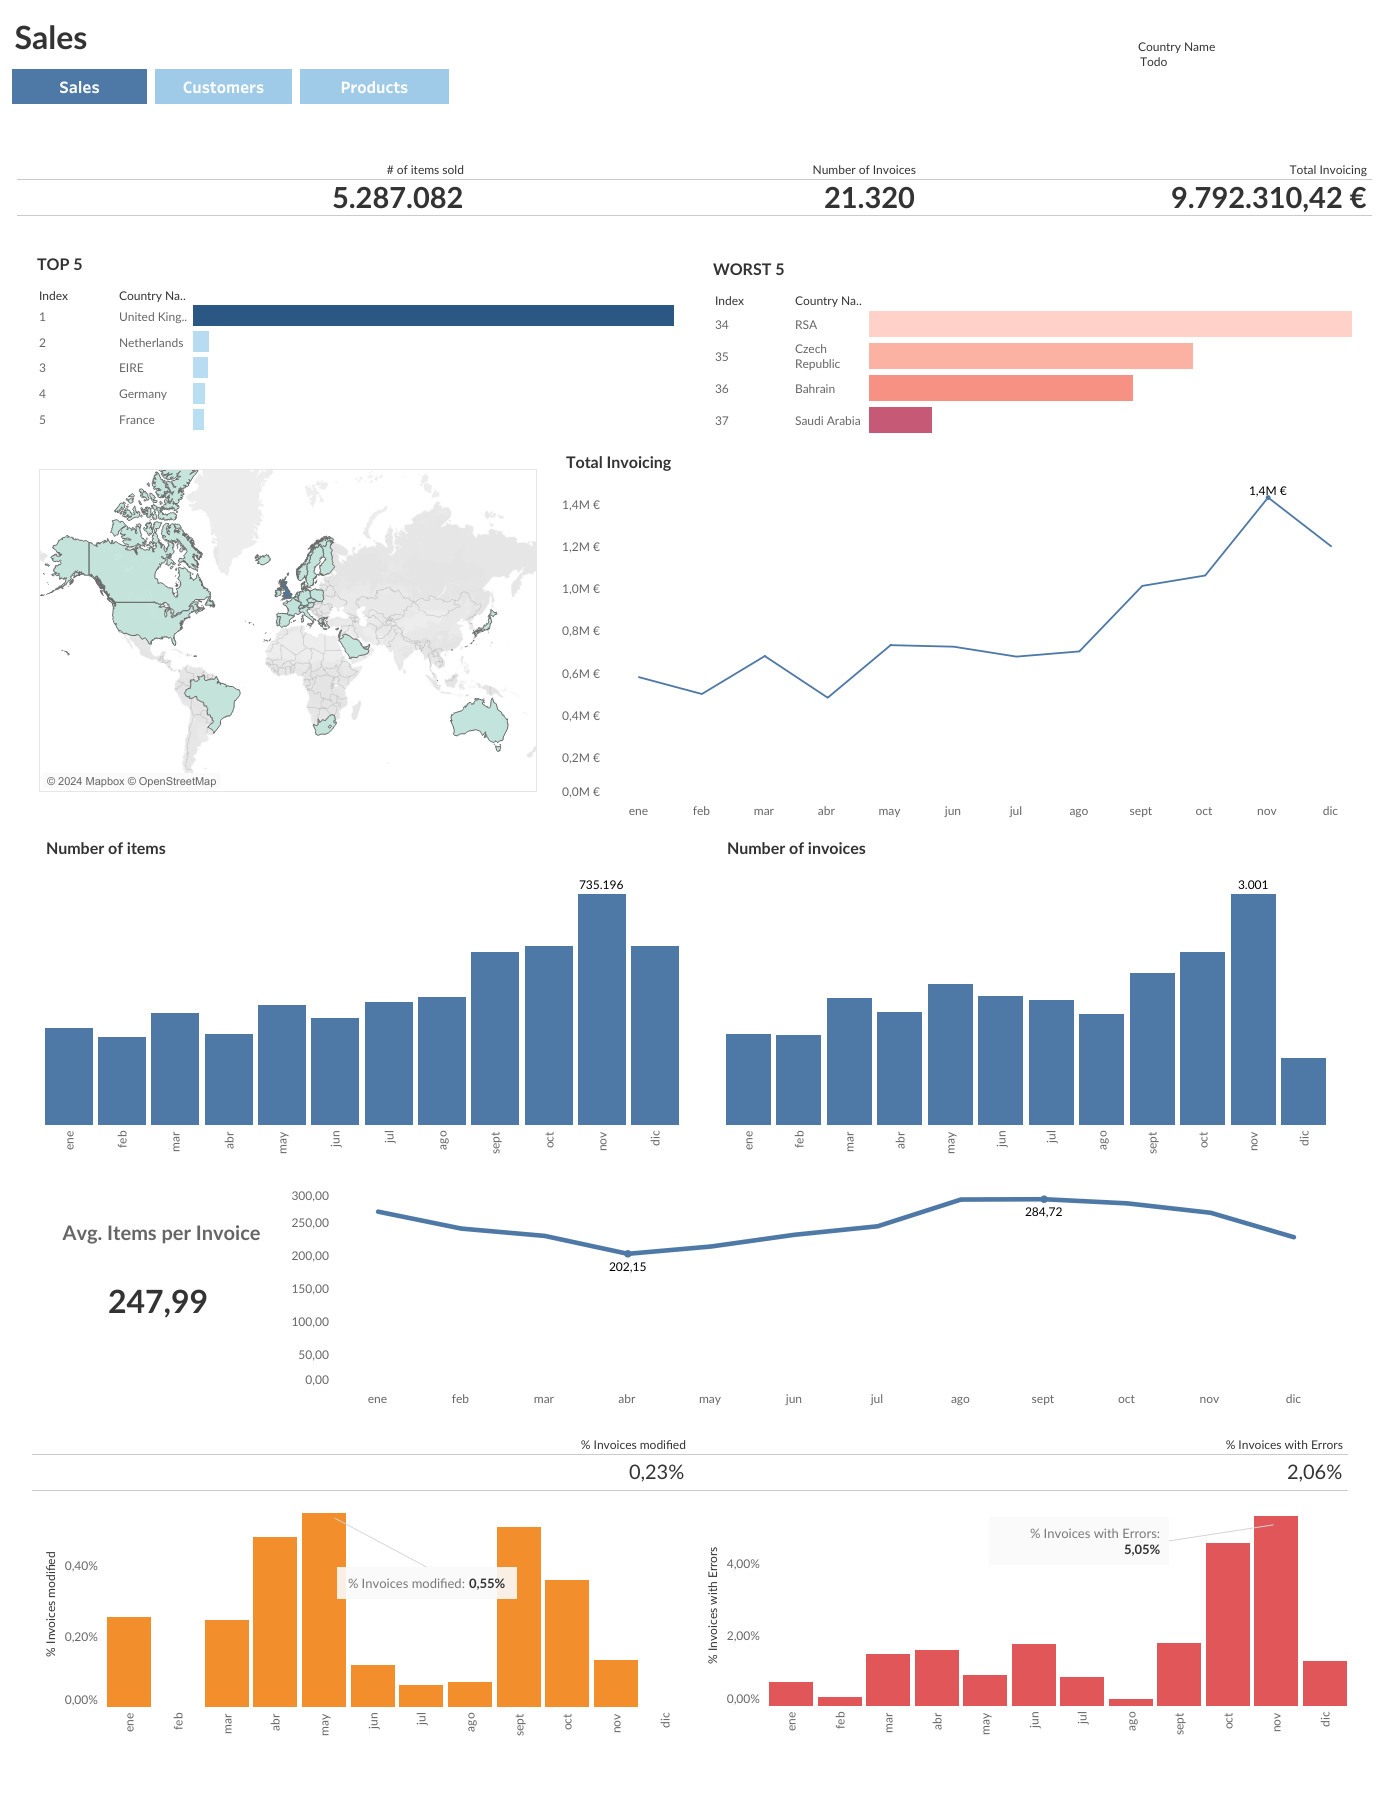 Sales
Country Name
Todo
Sales Customers Products
# of items sold Number of Invoices Total Invoicing
5.287.082 21.320 9.792.310,42 €
TOP 5
Index Country Na..
1 United King..
2 Netherlands
3 EIRE
4 Germany
5 France
WORST 5
Index Country Na..
34 RSA
35 Czech
Republic
36 Bahrain
37 Saudi Arabia
© 2024 Mapbox © OpenStreetMap
Total Invoicing
1,4M €
1,4M €
1,2M €
1,0M €
0,8M €
0,6M €
0,4M €
0,2M €
0,0M €
ene feb mar abr may jun jul ago sept oct nov dic
Number of items
735.196
ene feb mar abr may jun jul ago sept oct nov dic
Number of invoices
3.001
ene feb mar abr may jun jul ago sept oct nov dic
Avg. Items per Invoice
247,99
300,00
250,00
200,00
150,00
100,00
50,00
0,00
284,72
202,15
ene feb mar abr may jun jul ago sept oct nov dic
% Invoices modified % Invoices with Errors
0,23% 2,06%
% Invoices modified
0,40%
0,20%
0,00%
% Invoices modified: 0,55%
ene feb mar abr may jun jul ago sept oct nov dic
% Invoices with Errors
4,00%
2,00%
0,00%
% Invoices with Errors:
5,05%
ene feb mar abr may jun jul ago sept oct nov dic